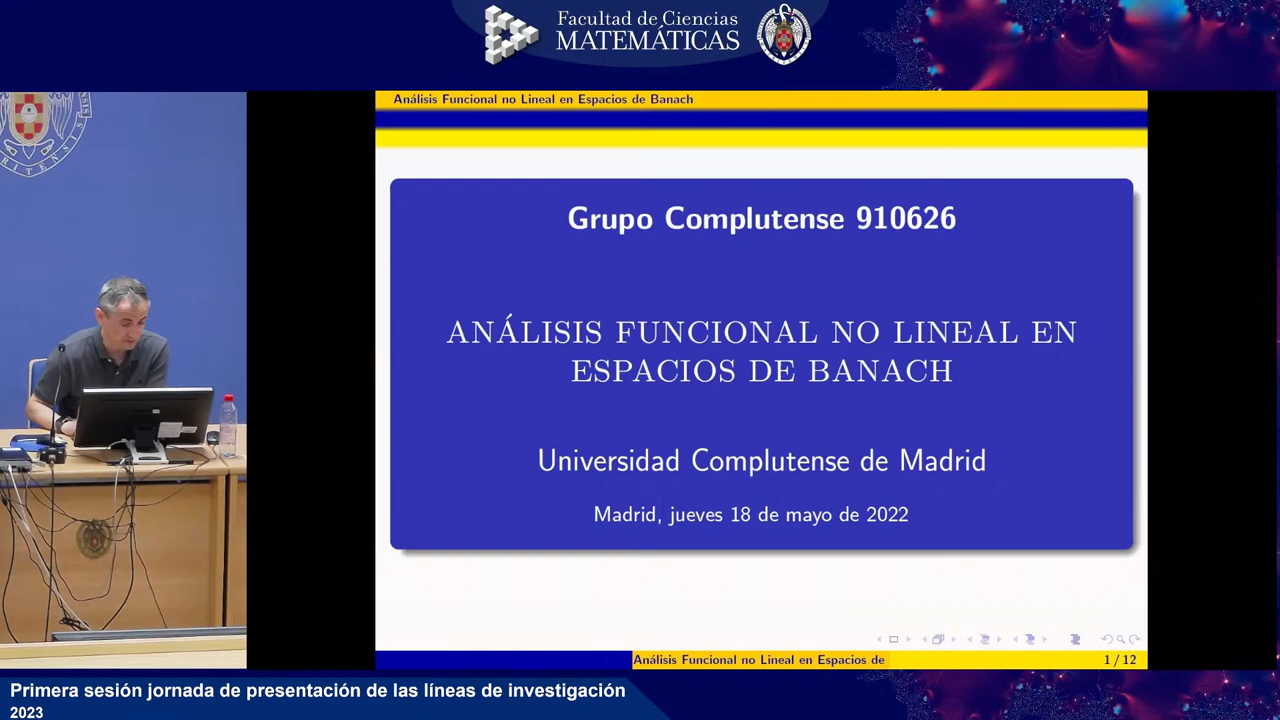 Facultad de Ciencias
MATEMÁTICAS
Análisis Funcional no Lineal en Espacios de Banach
Grupo Complutense 910626
ANÁLISIS FUNCIONAL NO LINEAL EN
ESPACIOS DE BANACH
Universidad Complutense de Madrid
Madrid, jueves 18 de mayo de 2022
Análisis Funcional no Lineal en Espacios de
1 / 12
Primera sesión jornada de presentación de las líneas de investigación
2023